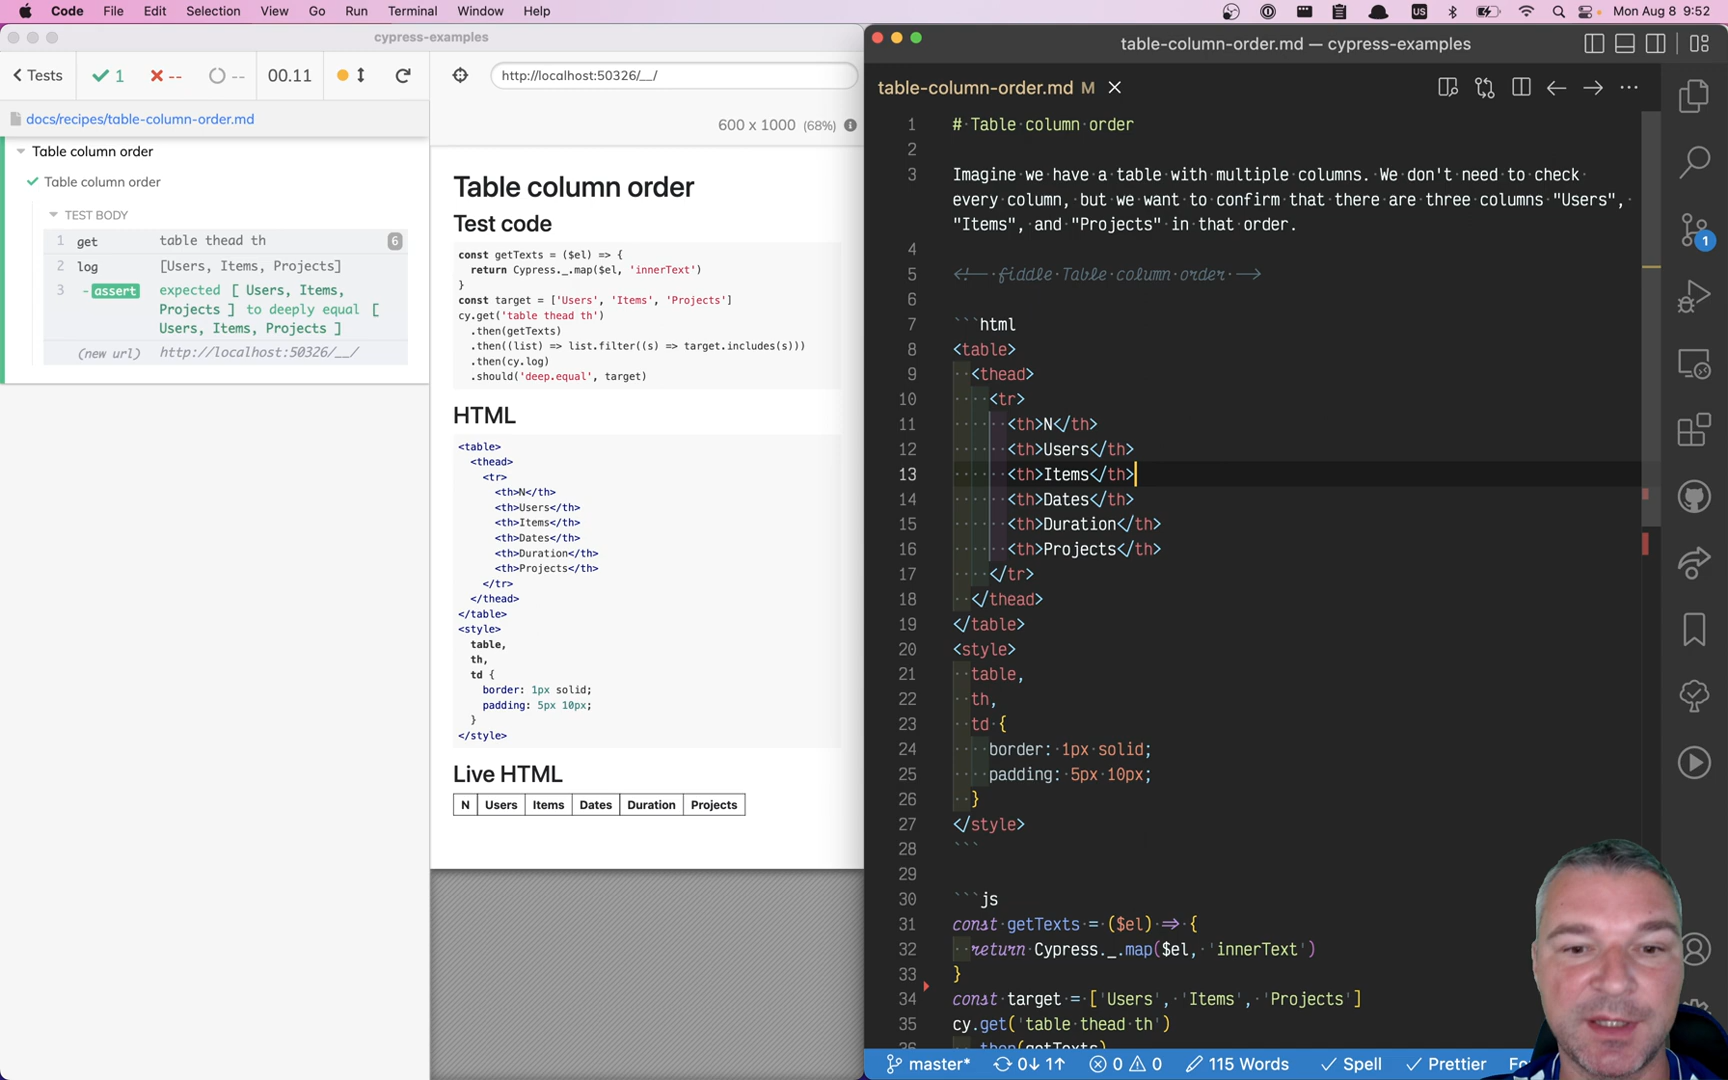 Code File Edit Selection View Go Run Terminal Window Help
US Mon Aug 8 9:52
cypress-examples
Tests 1 -- -- 00.11
docs/recipes/table-column-order.md
Table column order
Table column order
TEST BODY
1 get table thead th 6
2 log [Users, Items, Projects]
3 -assert expected [ Users, Items,
Projects ] to deeply equal [
Users, Items, Projects ]
(new url) http://localhost:50326/__/
http://localhost:50326/__/
600 x 1000 (68%)
Table column order
Test code
const getTexts = ($el) => {
return Cypress._.map($el, 'innerText')
}
const target = ['Users', 'Items', 'Projects']
cy.get('table thead th')
.then(getTexts)
.then((list) => list.filter((s) => target.includes(s)))
.then(cy.log)
.should('deep.equal', target)
HTML
<table>
<thead>
<tr>
<th>N</th>
<th>Users</th>
<th>Items</th>
<th>Dates</th>
<th>Duration</th>
<th>Projects</th>
</tr>
</thead>
</table>
<style>
table,
th,
td {
border: 1px solid;
padding: 5px 10px;
}
</style>
Live HTML
N Users Items Dates Duration Projects
table-column-order.md — cypress-examples
table-column-order.md M
1 # Table column order
2
3 Imagine we have a table with multiple columns. We don't need to check
every column, but we want to confirm that there are three columns "Users",
"Items", and "Projects" in that order.
4
5 <!-- fiddle Table column order -->
6
7 ```html
8 <table>
9 <thead>
10 <tr>
11 <th>N</th>
12 <th>Users</th>
13 <th>Items</th>
14 <th>Dates</th>
15 <th>Duration</th>
16 <th>Projects</th>
17 </tr>
18 </thead>
19 </table>
20 <style>
21 table,
22 th,
23 td {
24 border: 1px solid;
25 padding: 5px 10px;
26 }
27 </style>
28 ```
29
30 ```js
31 const getTexts = ($el) => {
32 return Cypress._.map($el, 'innerText')
33 }
34 const target = ['Users', 'Items', 'Projects']
35 cy.get('table thead th')
36 .then(getTexts)
1
master* 0↓ 1↑ 0 0 115 Words Spell Prettier Fo